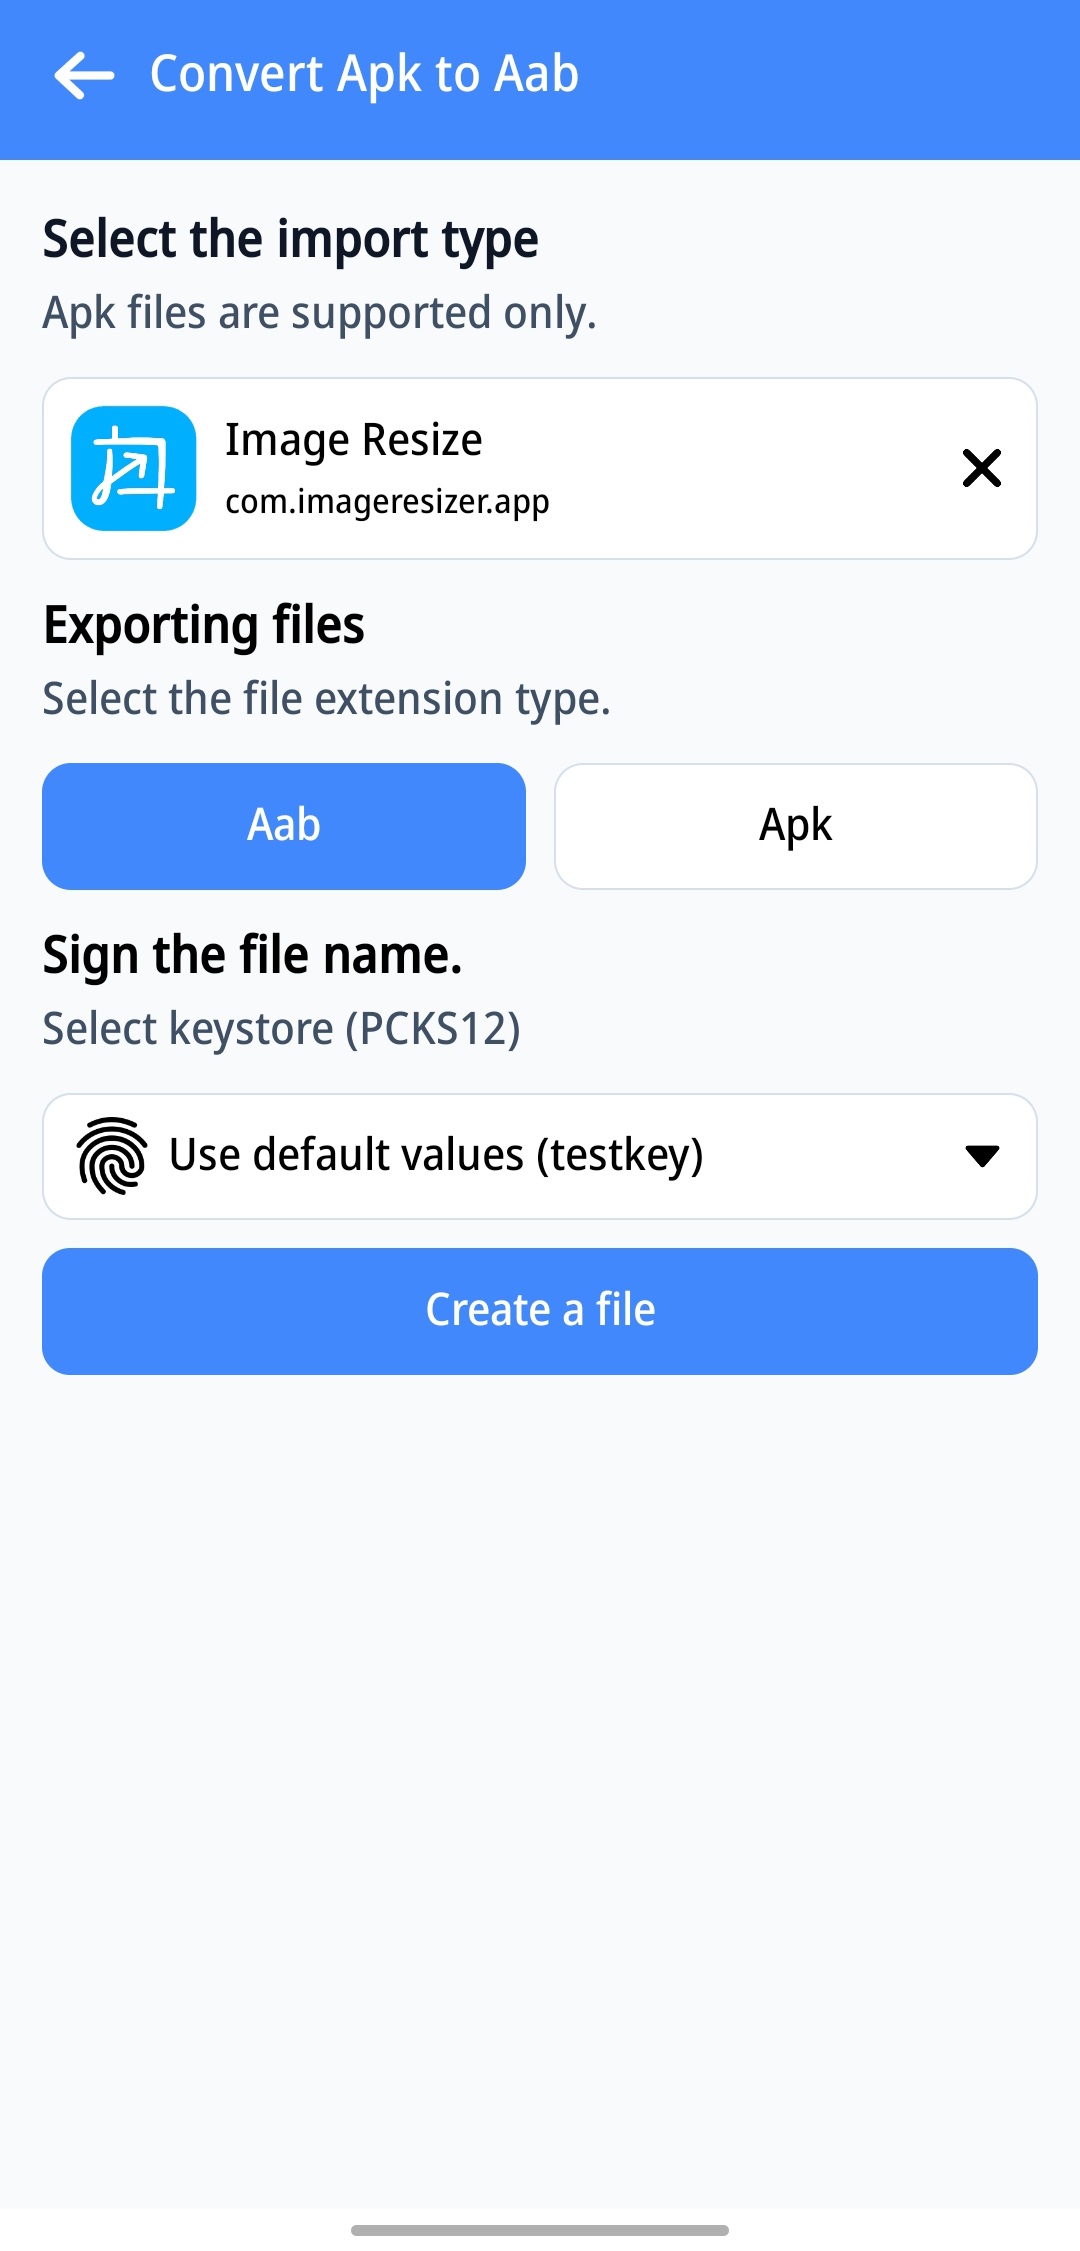 Convert Apk to Aab
Select the import type
Apk files are supported only.
Image Resize
com.imageresizer.app
Exporting files
Select the file extension type.
Aab
Apk
Sign the file name.
Select keystore (PCKS12)
Use default values (testkey)
Create a file